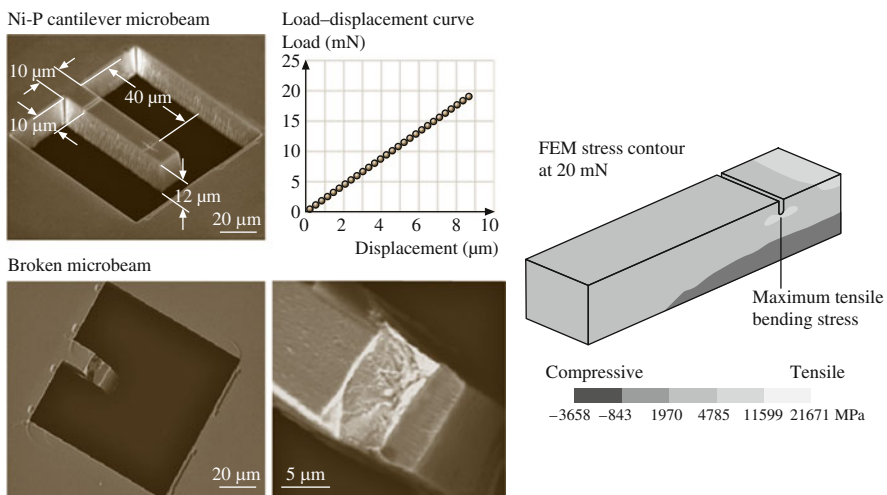 Ni-P cantilever microbeam
10 μm
40 μm
10 μm
12 μm
20 μm
Load–displacement curve
Load (mN)
25
20
15
10
5
0
0 2 4 6 8 10
Displacement (μm)
Broken microbeam
20 μm
5 μm
FEM stress contour
at 20 mN
Maximum tensile
bending stress
Compressive Tensile
−3658 −843 1970 4785 11599 21671 MPa